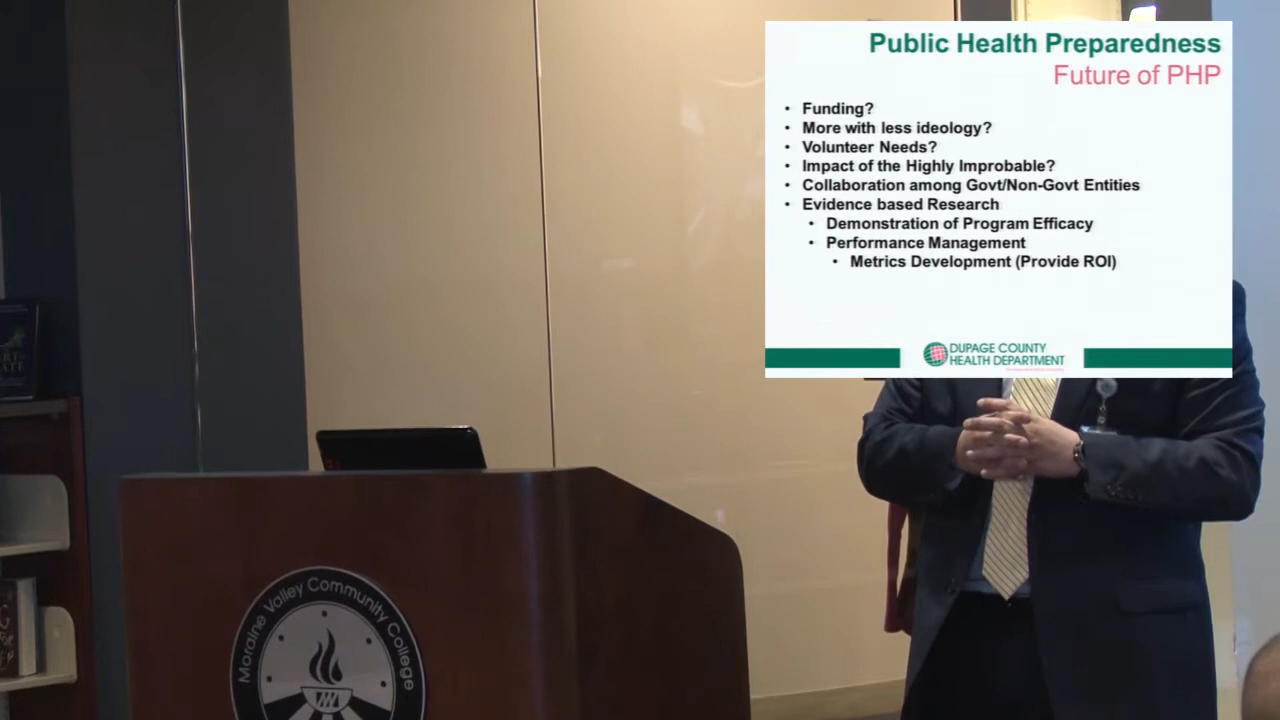 Public Health Preparedness
Future of PHP
• Funding?
• More with less ideology?
• Volunteer Needs?
• Impact of the Highly Improbable?
• Collaboration among Govt/Non-Govt Entities
• Evidence based Research
• Demonstration of Program Efficacy
• Performance Management
• Metrics Development (Provide ROI)
DUPAGE COUNTY
HEALTH DEPARTMENT
Moraine Valley Community College